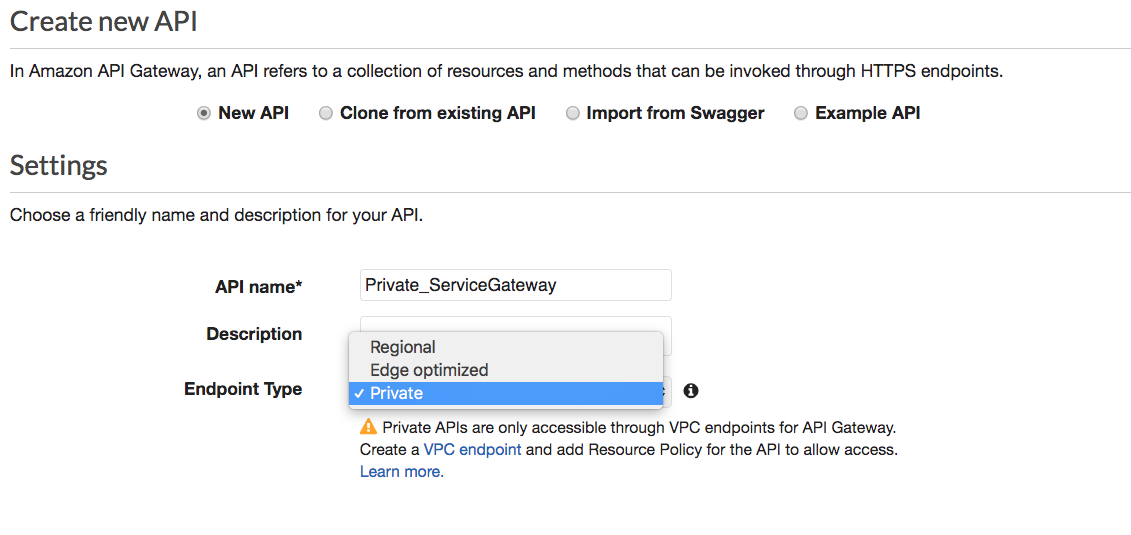 Create new API
In Amazon API Gateway, an API refers to a collection of resources and methods that can be invoked through HTTPS endpoints.
New API Clone from existing API Import from Swagger Example API
Settings
Choose a friendly name and description for your API.
API name* Private_ServiceGateway
Description
Regional
Edge optimized
Endpoint Type ✓ Private
Private APIs are only accessible through VPC endpoints for API Gateway.
Create a VPC endpoint and add Resource Policy for the API to allow access.
Learn more.